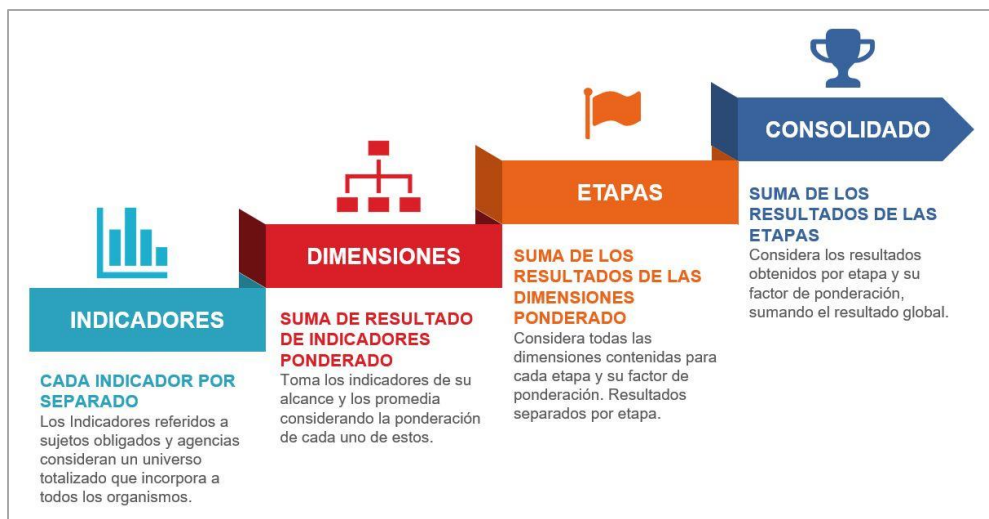 INDICADORES
CADA INDICADOR POR
SEPARADO
Los Indicadores referidos a
sujetos obligados y agencias
consideran un universo
totalizado que incorpora a
todos los organismos.
DIMENSIONES
SUMA DE RESULTADO
DE INDICADORES
PONDERADO
Toma los indicadores de su
alcance y los promedia
considerando la ponderación
de cada uno de estos.
ETAPAS
SUMA DE LOS
RESULTADOS DE LAS
DIMENSIONES
PONDERADO
Considera todas las
dimensiones contenidas para
cada etapa y su factor de
ponderación. Resultados
separados por etapa.
CONSOLIDADO
SUMA DE LOS
RESULTADOS DE LAS
ETAPAS
Considera los resultados
obtenidos por etapa y su
factor de ponderación,
sumando el resultado global.